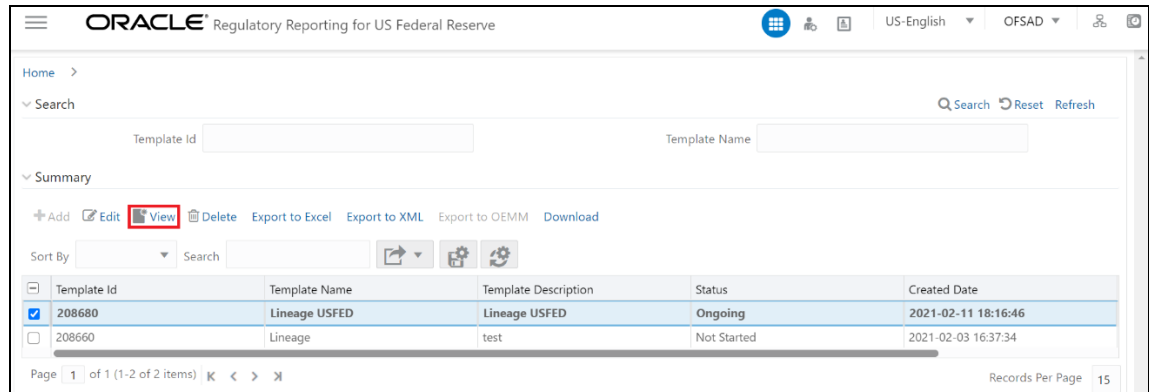 ORACLE® Regulatory Reporting for US Federal Reserve US-English OFSAD
Home >
Search Search Reset Refresh
Template Id Template Name
Summary
Add Edit View Delete Export to Excel Export to XML Export to OEMM Download
Sort By Search
Template Id Template Name Template Description Status Created Date
208680 Lineage USFED Lineage USFED Ongoing 2021-02-11 18:16:46
208660 Lineage test Not Started 2021-02-03 16:37:34
Page 1 of 1 (1-2 of 2 items) Records Per Page 15